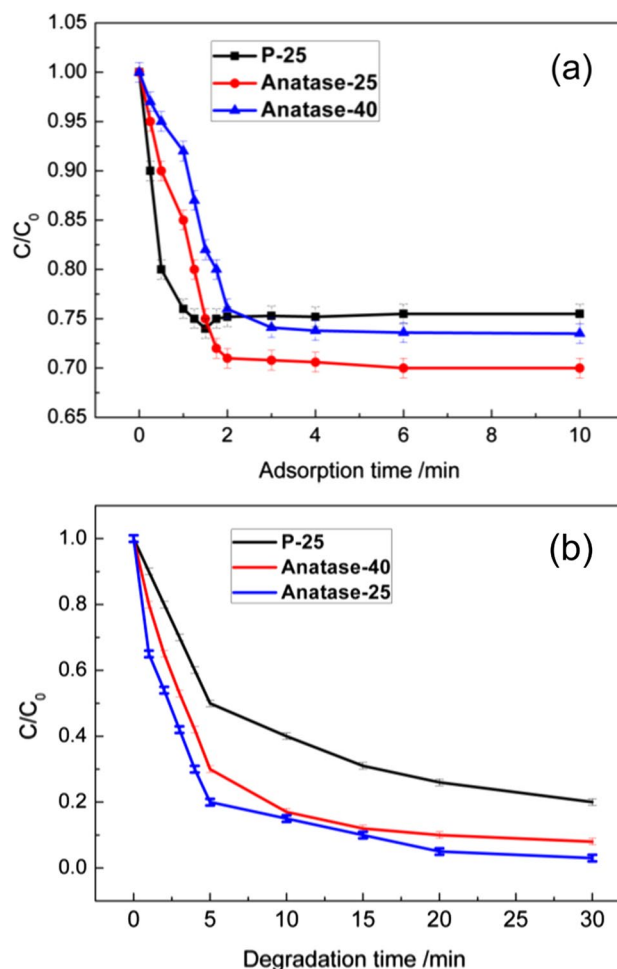 (a)
P-25
Anatase-25
Anatase-40
1.05
1.00
0.95
0.90
0.85
0.80
0.75
0.70
0.65
C/C₀
0 2 4 6 8 10
Adsorption time /min
(b)
P-25
Anatase-40
Anatase-25
1.0
0.8
0.6
0.4
0.2
0.0
C/C₀
0 5 10 15 20 25 30
Degradation time /min